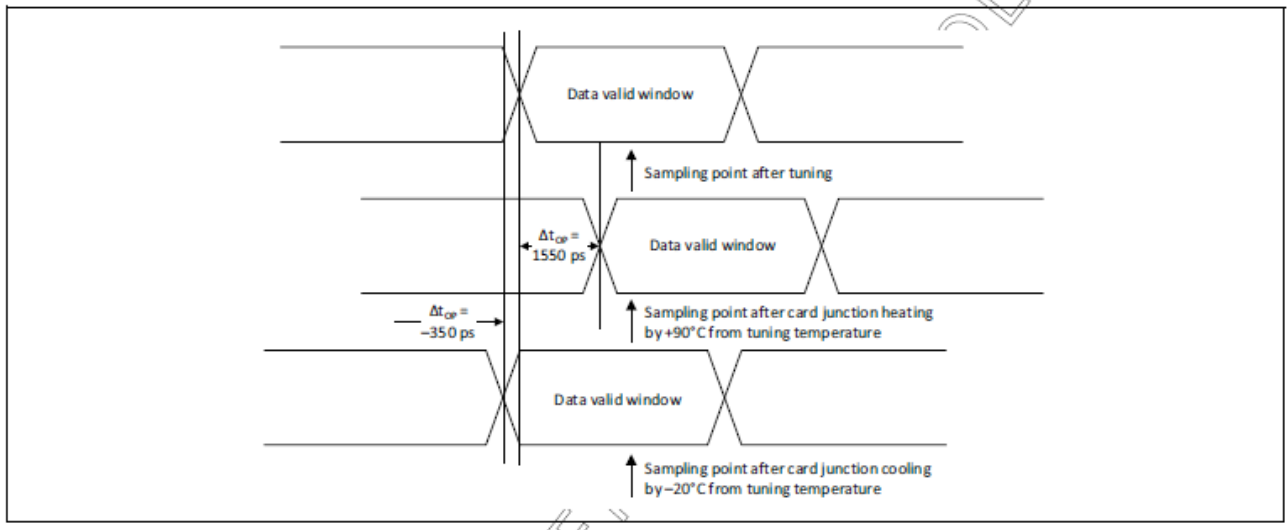 Data valid window
Sampling point after tuning
ΔtOP =
1550 ps
Data valid window
ΔtOP =
–350 ps
Sampling point after card junction heating
by +90°C from tuning temperature
Data valid window
Sampling point after card junction cooling
by –20°C from tuning temperature